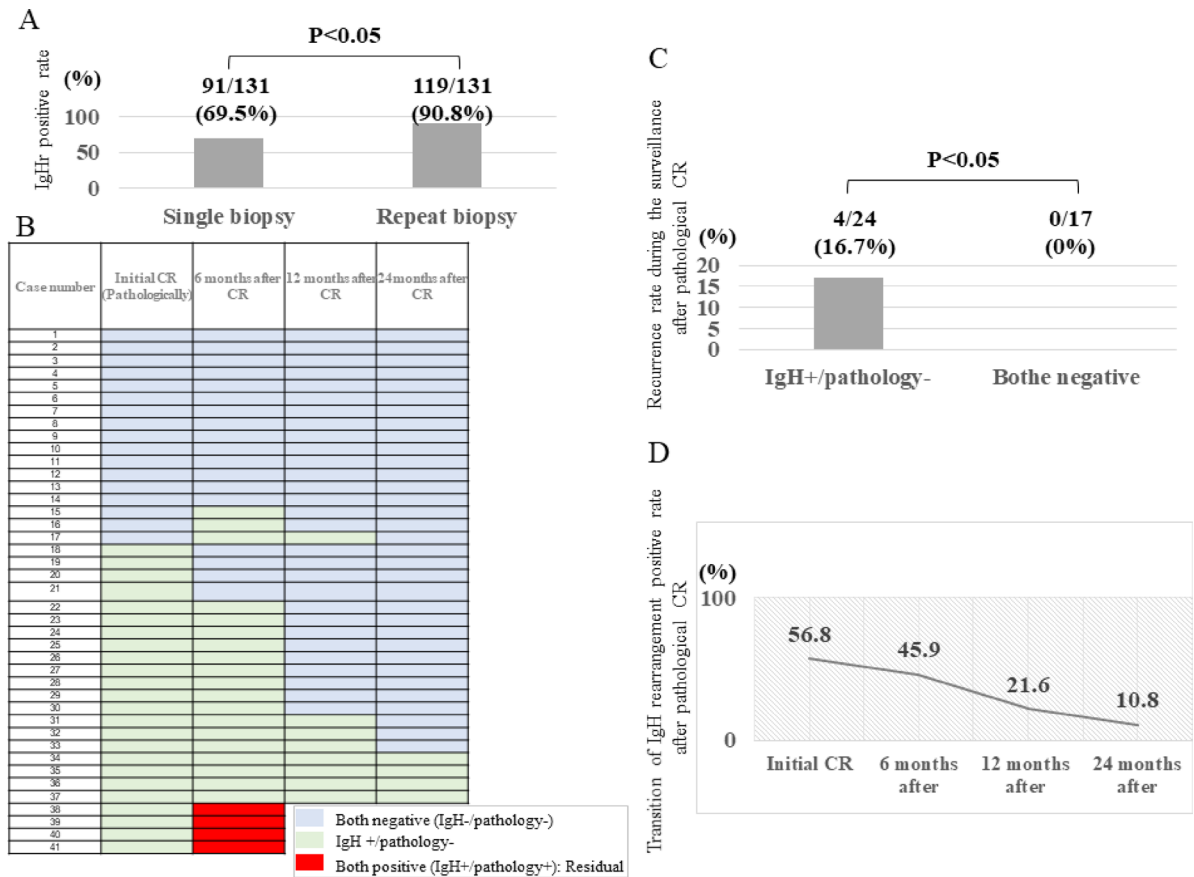 A
IgHr positive rate
(%)
P<0.05
91/131
(69.5%)
119/131
(90.8%)
100
50
0
Single biopsy
Repeat biopsy
B
Case number
Initial CR
(Pathologically)
6 months after
CR
12 months after
CR
24 months after
CR
1
2
3
4
5
6
7
8
9
10
11
12
13
14
15
16
17
18
19
20
21
22
23
24
25
26
27
28
29
30
31
32
33
34
35
36
37
38
39
40
41
Both negative (IgH-/pathology-)
IgH +/pathology-
Both positive (IgH+/pathology+): Residual
C
Recurrence rate during the surveillance
after pathological CR
(%)
P<0.05
4/24
(16.7%)
0/17
(0%)
20
15
10
5
0
IgH+/pathology-
Bothe negative
D
Transition of IgH rearrangement positive rate
after pathological CR
(%)
100
0
56.8
45.9
21.6
10.8
Initial CR
6 months
after
12 months
after
24 months
after